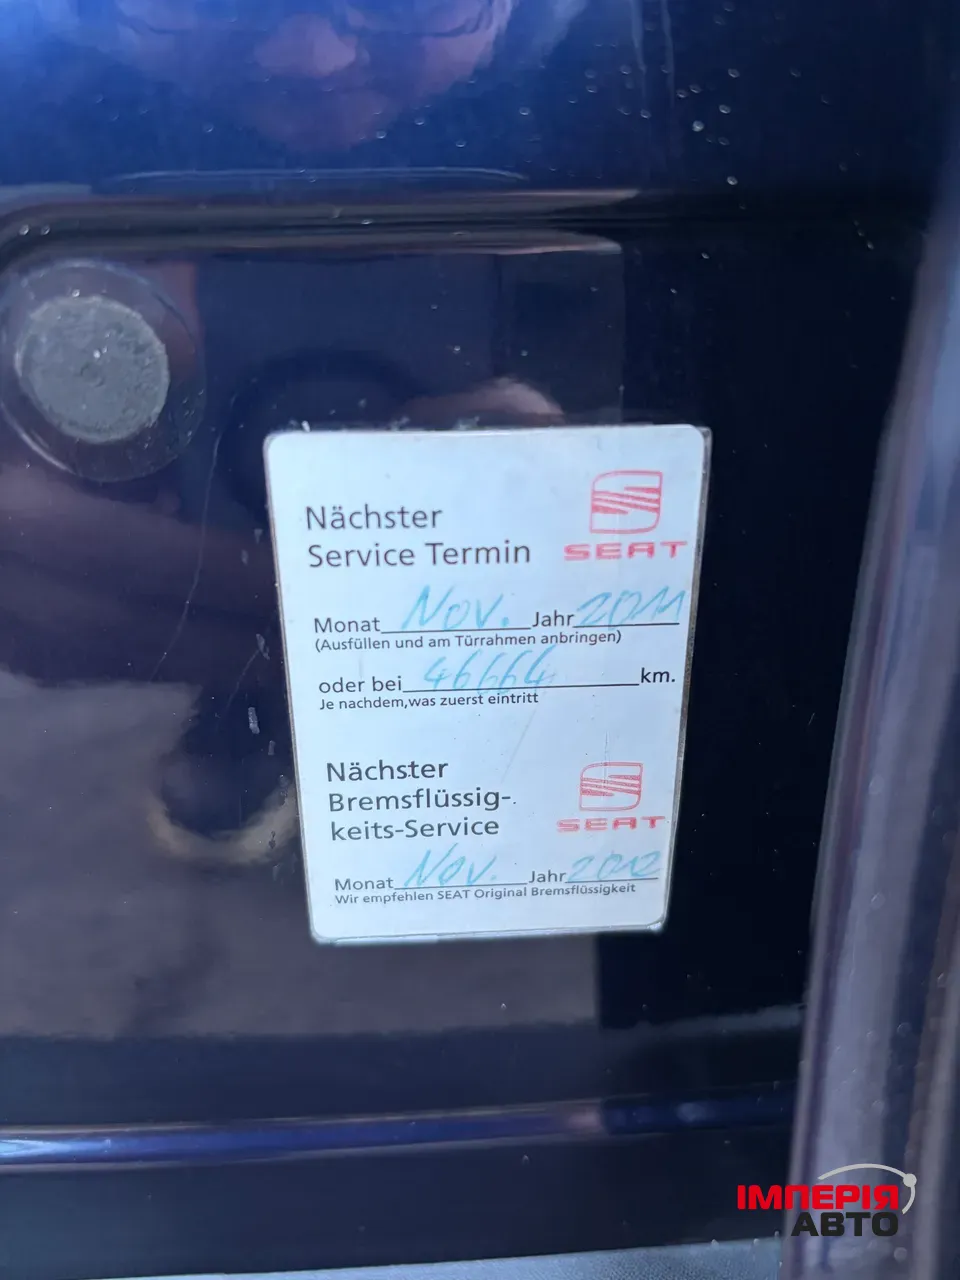 Nächster
Service Termin
SEAT
Monat Nov. Jahr 2011
(Ausfüllen und am Türrahmen anbringen)
oder bei 46664 km.
Je nachdem,was zuerst eintritt
Nächster
Bremsflüssig-
keits-Service
SEAT
Monat Nov. Jahr 2012
Wir empfehlen SEAT Original Bremsflüssigkeit
ІМПЕРІЯ
АВТО